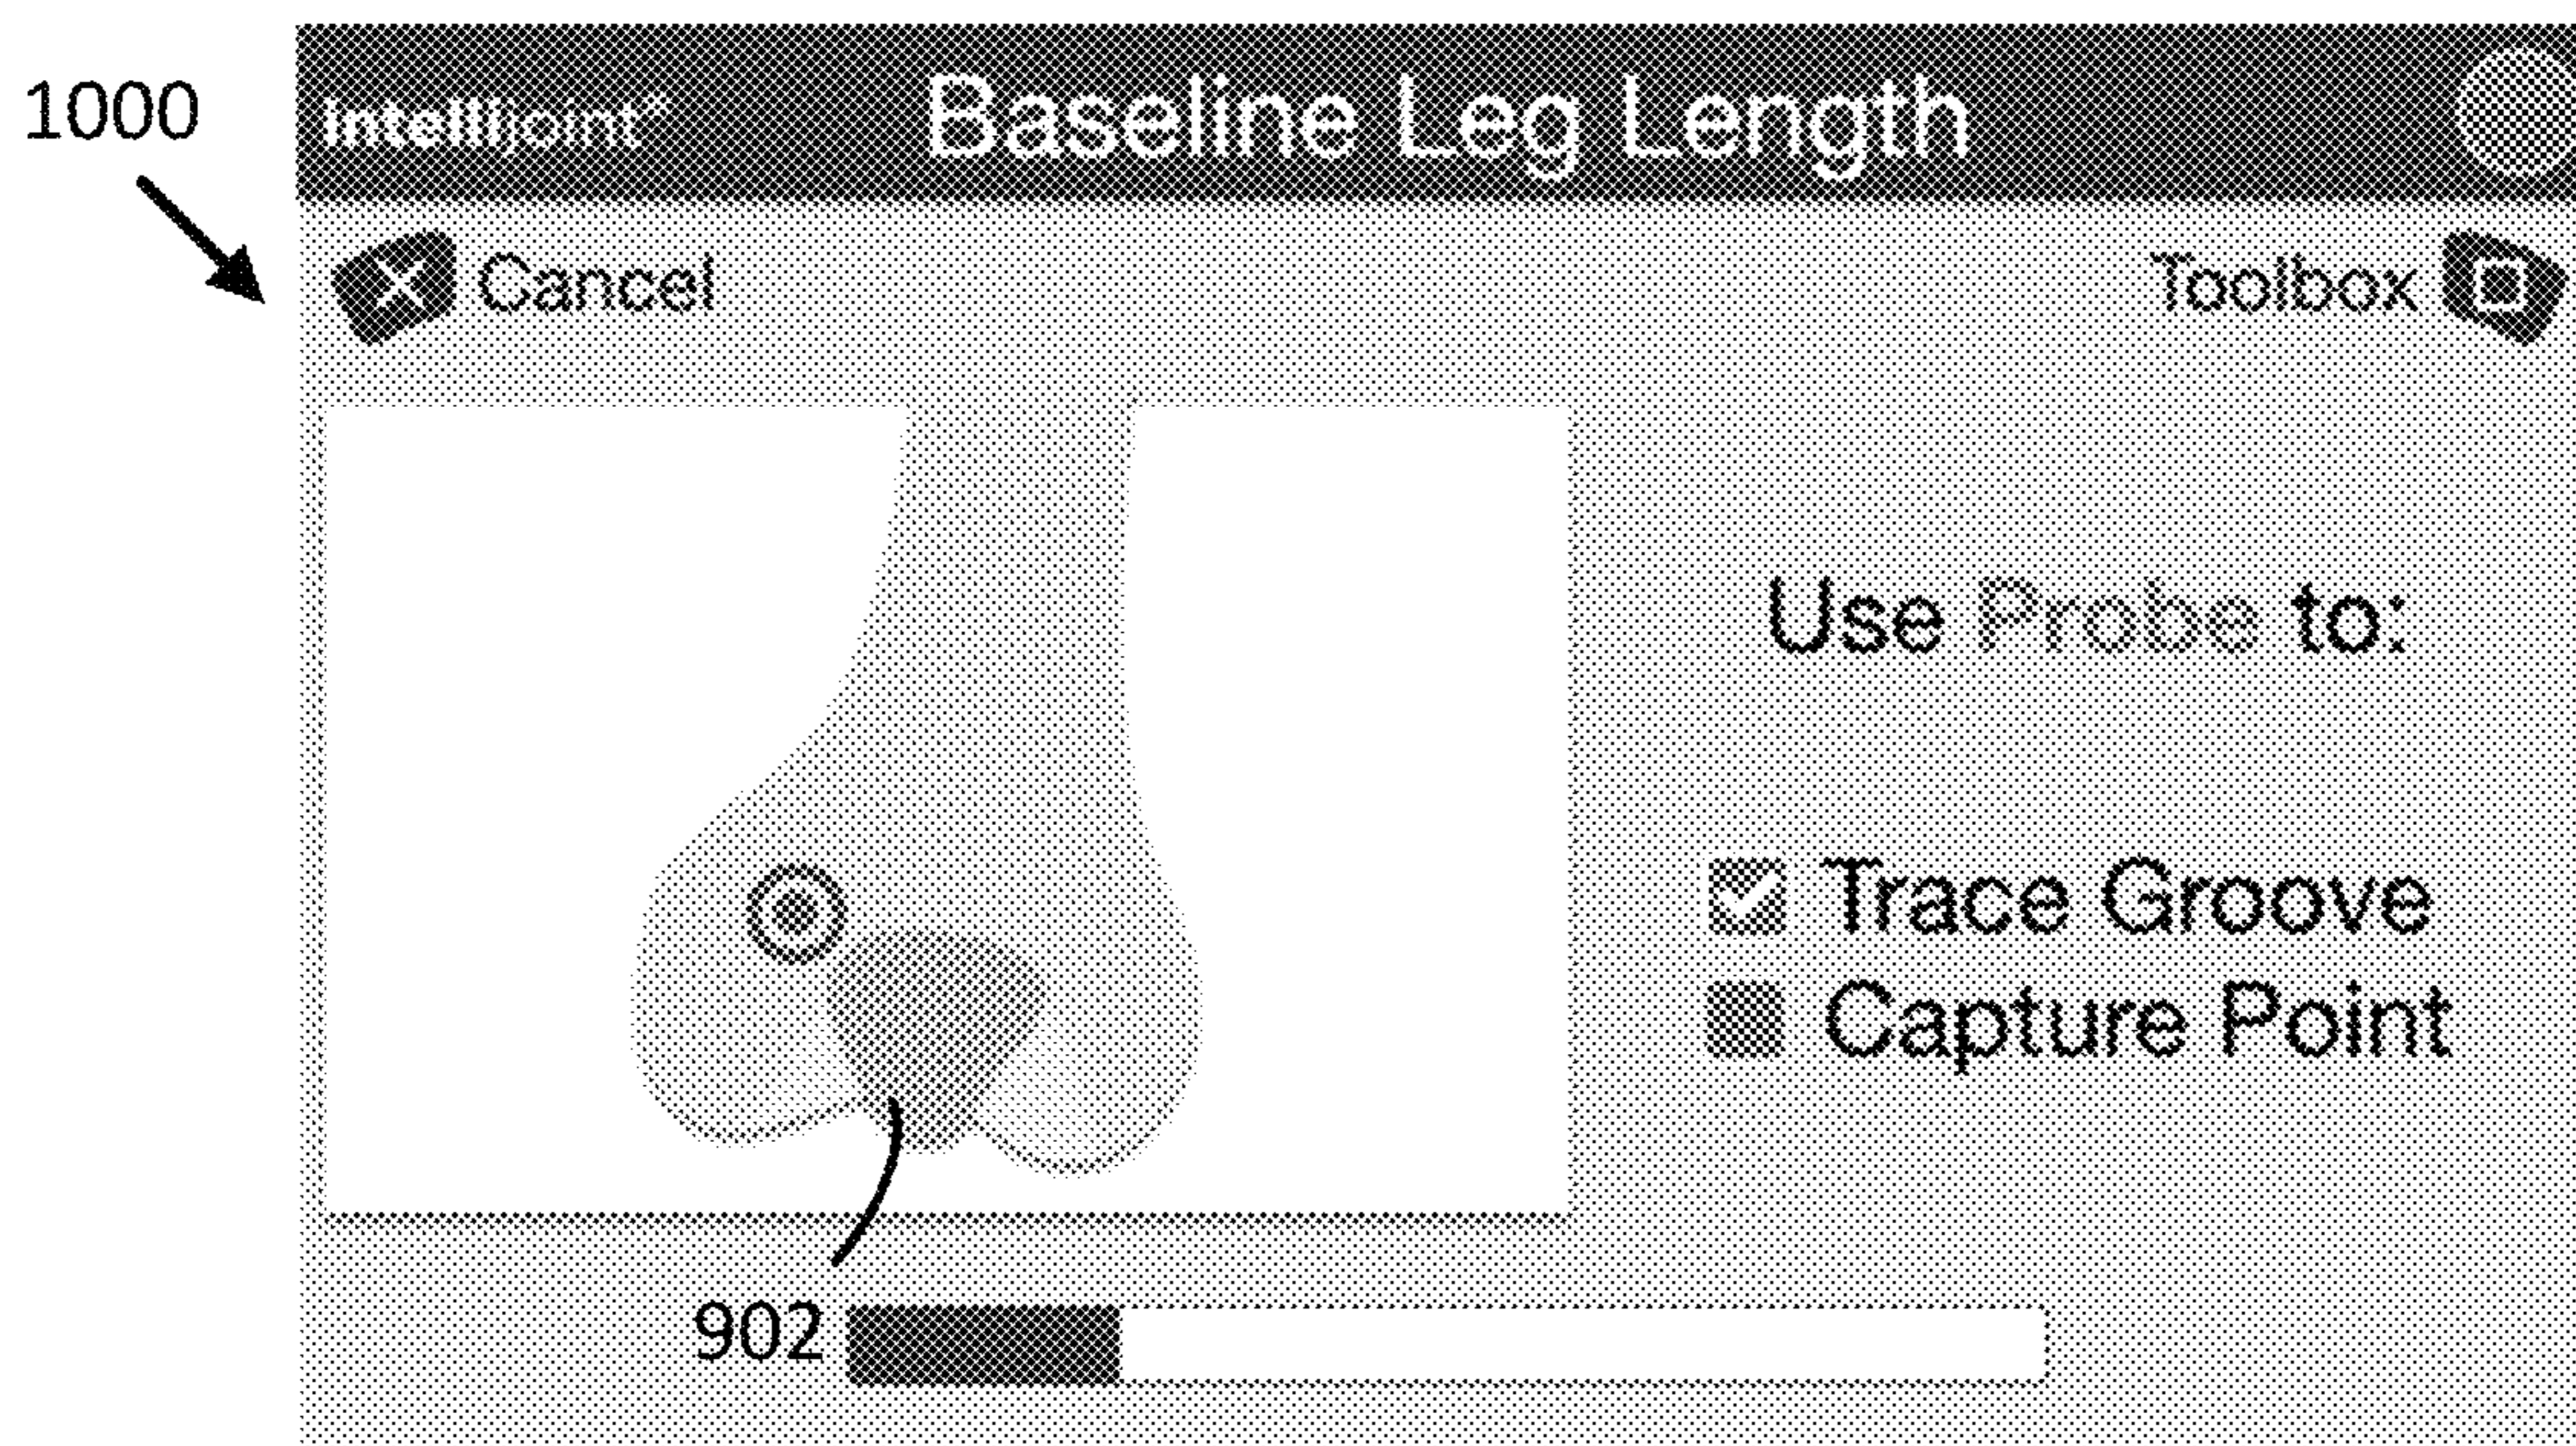 1000
intellijoint® Baseline Leg Length
Cancel Toolbox
Use Probe to:
Trace Groove
Capture Point
902